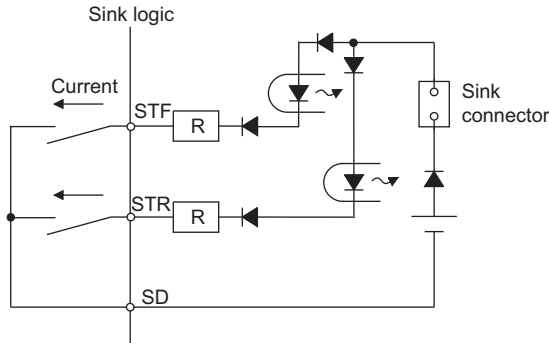 Sink logic
Current
STF
R
Sink
connector
STR
R
SD